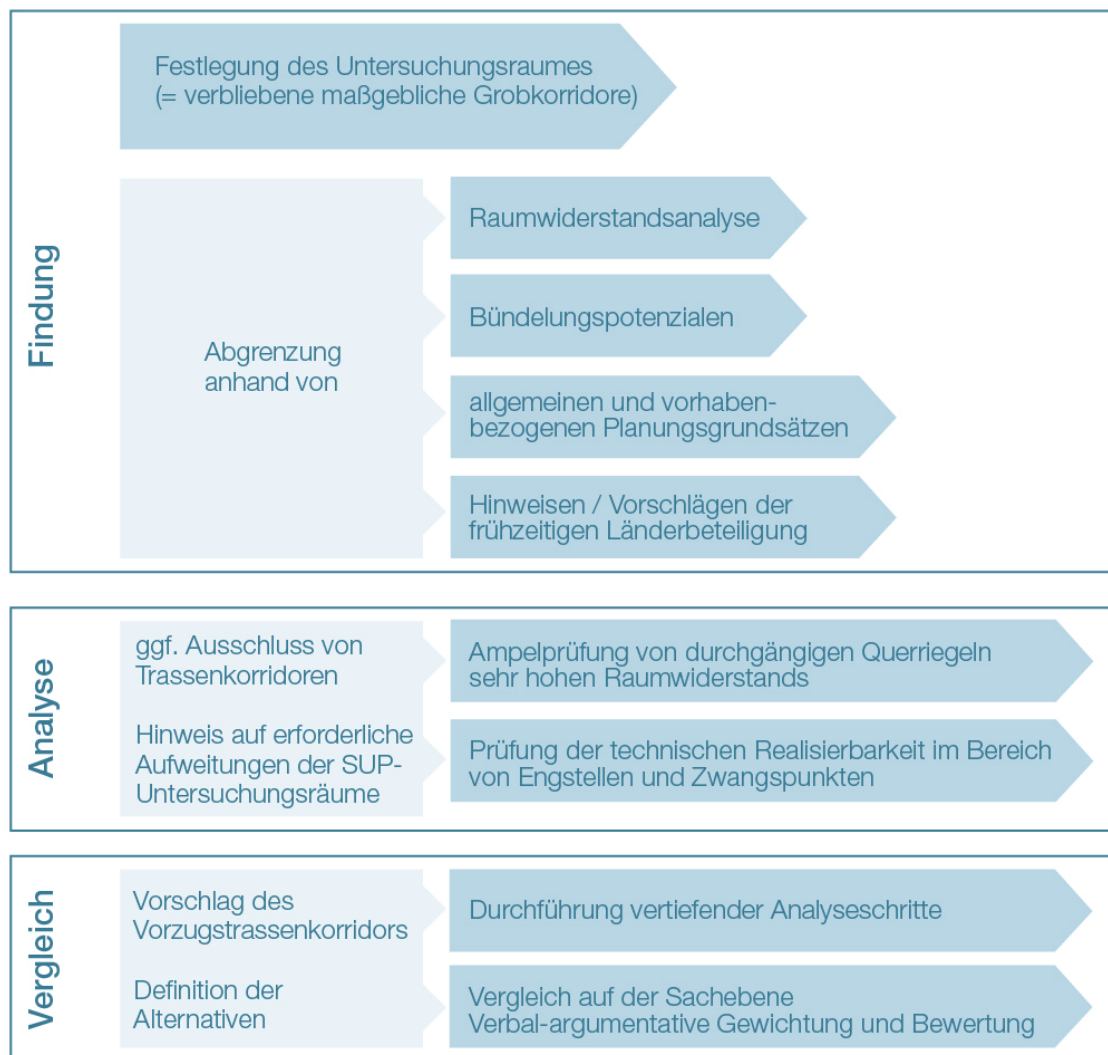 Findung
Festlegung des Untersuchungsraumes
(= verbliebene maßgebliche Grobkorridore)
Abgrenzung
anhand von
Raumwiderstandsanalyse
Bündelungspotenzialen
allgemeinen und vorhaben-
bezogenen Planungsgrundsätzen
Hinweisen / Vorschlägen der
frühzeitigen Länderbeteiligung
Analyse
ggf. Ausschluss von
Trassenkorridoren
Hinweis auf erforderliche
Aufweitungen der SUP-
Untersuchungsräume
Ampelprüfung von durchgängigen Querriegeln
sehr hohen Raumwiderstands
Prüfung der technischen Realisierbarkeit im Bereich
von Engstellen und Zwangspunkten
Vergleich
Vorschlag des
Vorzugstrassenkorridors
Definition der
Alternativen
Durchführung vertiefender Analyseschritte
Vergleich auf der Sachebene
Verbal-argumentative Gewichtung und Bewertung